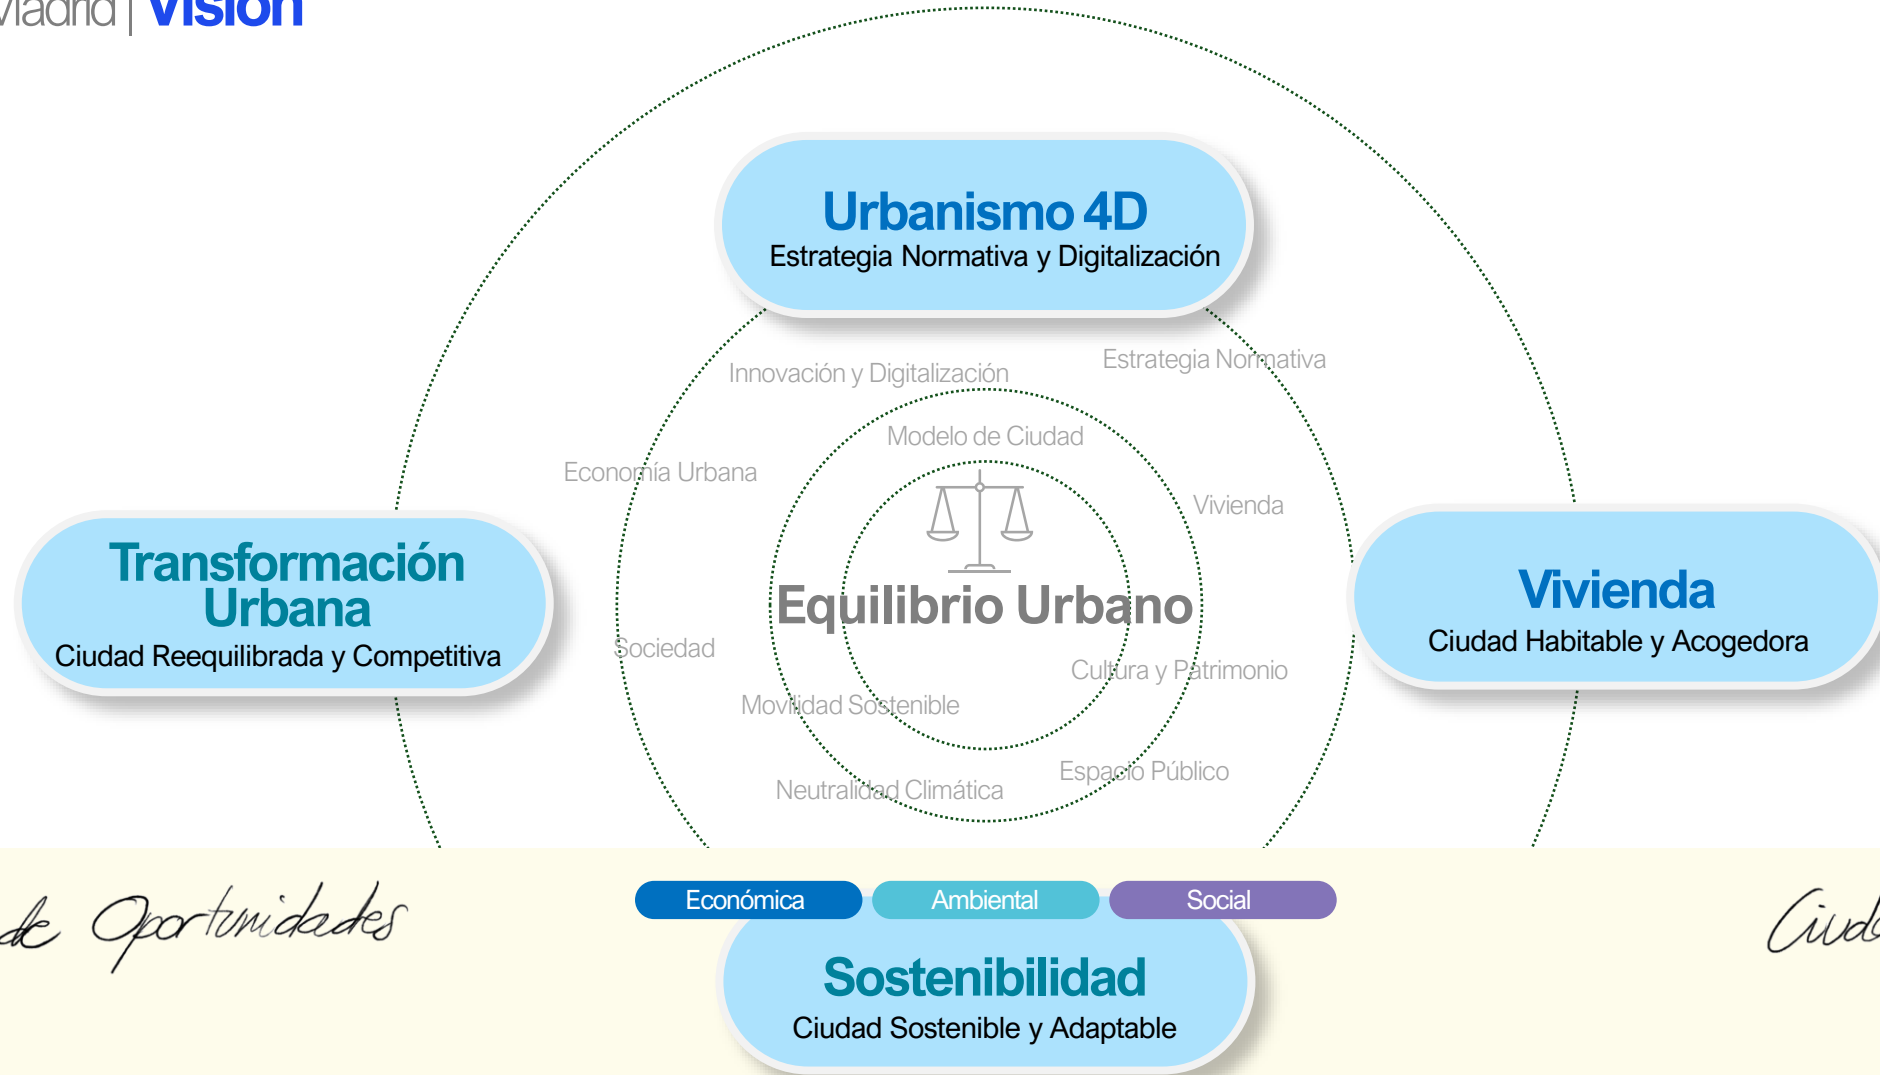 Madrid | Visión
Urbanismo 4D
Estrategia Normativa y Digitalización
Innovación y Digitalización
Estrategia Normativa
Modelo de Ciudad
Economía Urbana
Vivienda
Equilibrio Urbano
Transformación
Urbana
Ciudad Reequilibrada y Competitiva
Vivienda
Ciudad Habitable y Acogedora
Sociedad
Cultura y Patrimonio
Movilidad Sostenible
Espacio Público
Neutralidad Climática
de Oportunidades
Económica
Ambiental
Social
Sostenibilidad
Ciudad Sostenible y Adaptable